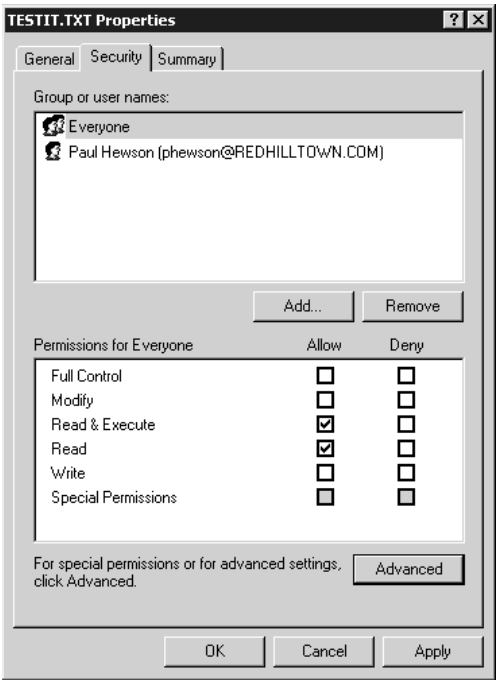 TESTIT.TXT Properties ? X
General Security Summary
Group or user names:
Everyone
Paul Hewson (phewson@REDHILLTOWN.COM)
Add... Remove
Permissions for Everyone Allow Deny
Full Control
Modify
Read & Execute
Read
Write
Special Permissions
For special permissions or for advanced settings, Advanced
click Advanced.
OK Cancel Apply